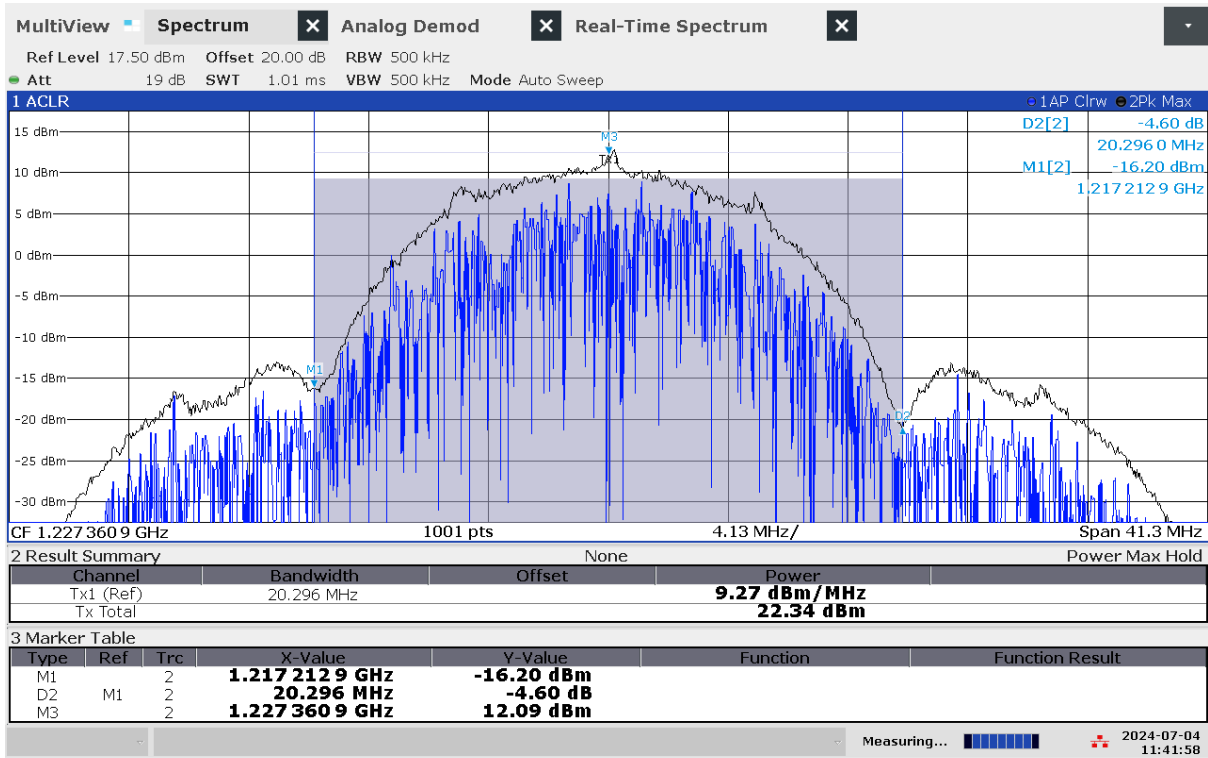 MultiView Spectrum X Analog Demod X Real-Time Spectrum X
Ref Level 17.50 dBm Offset 20.00 dB RBW 500 kHz
Att 19 dB SWT 1.01 ms VBW 500 kHz Mode Auto Sweep
1 ACLR 1AP Clrw 2Pk Max
D2[2] -4.60 dB
20.296 0 MHz
M1[2] -16.20 dBm
1.217 212 9 GHz
15 dBm
10 dBm
5 dBm
0 dBm
-5 dBm
-10 dBm
-15 dBm
-20 dBm
-25 dBm
-30 dBm
M3
M1
D2
CF 1.227 360 9 GHz 1001 pts 4.13 MHz/ Span 41.3 MHz
2 Result Summary None Power Max Hold
Channel Bandwidth Offset Power
Tx1 (Ref) 20.296 MHz 9.27 dBm/MHz
Tx Total 22.34 dBm
3 Marker Table
Type Ref Trc X-Value Y-Value Function Function Result
M1 2 1.217 212 9 GHz -16.20 dBm
D2 M1 2 20.296 MHz -4.60 dB
M3 2 1.227 360 9 GHz 12.09 dBm
Measuring... 2024-07-04
11:41:58